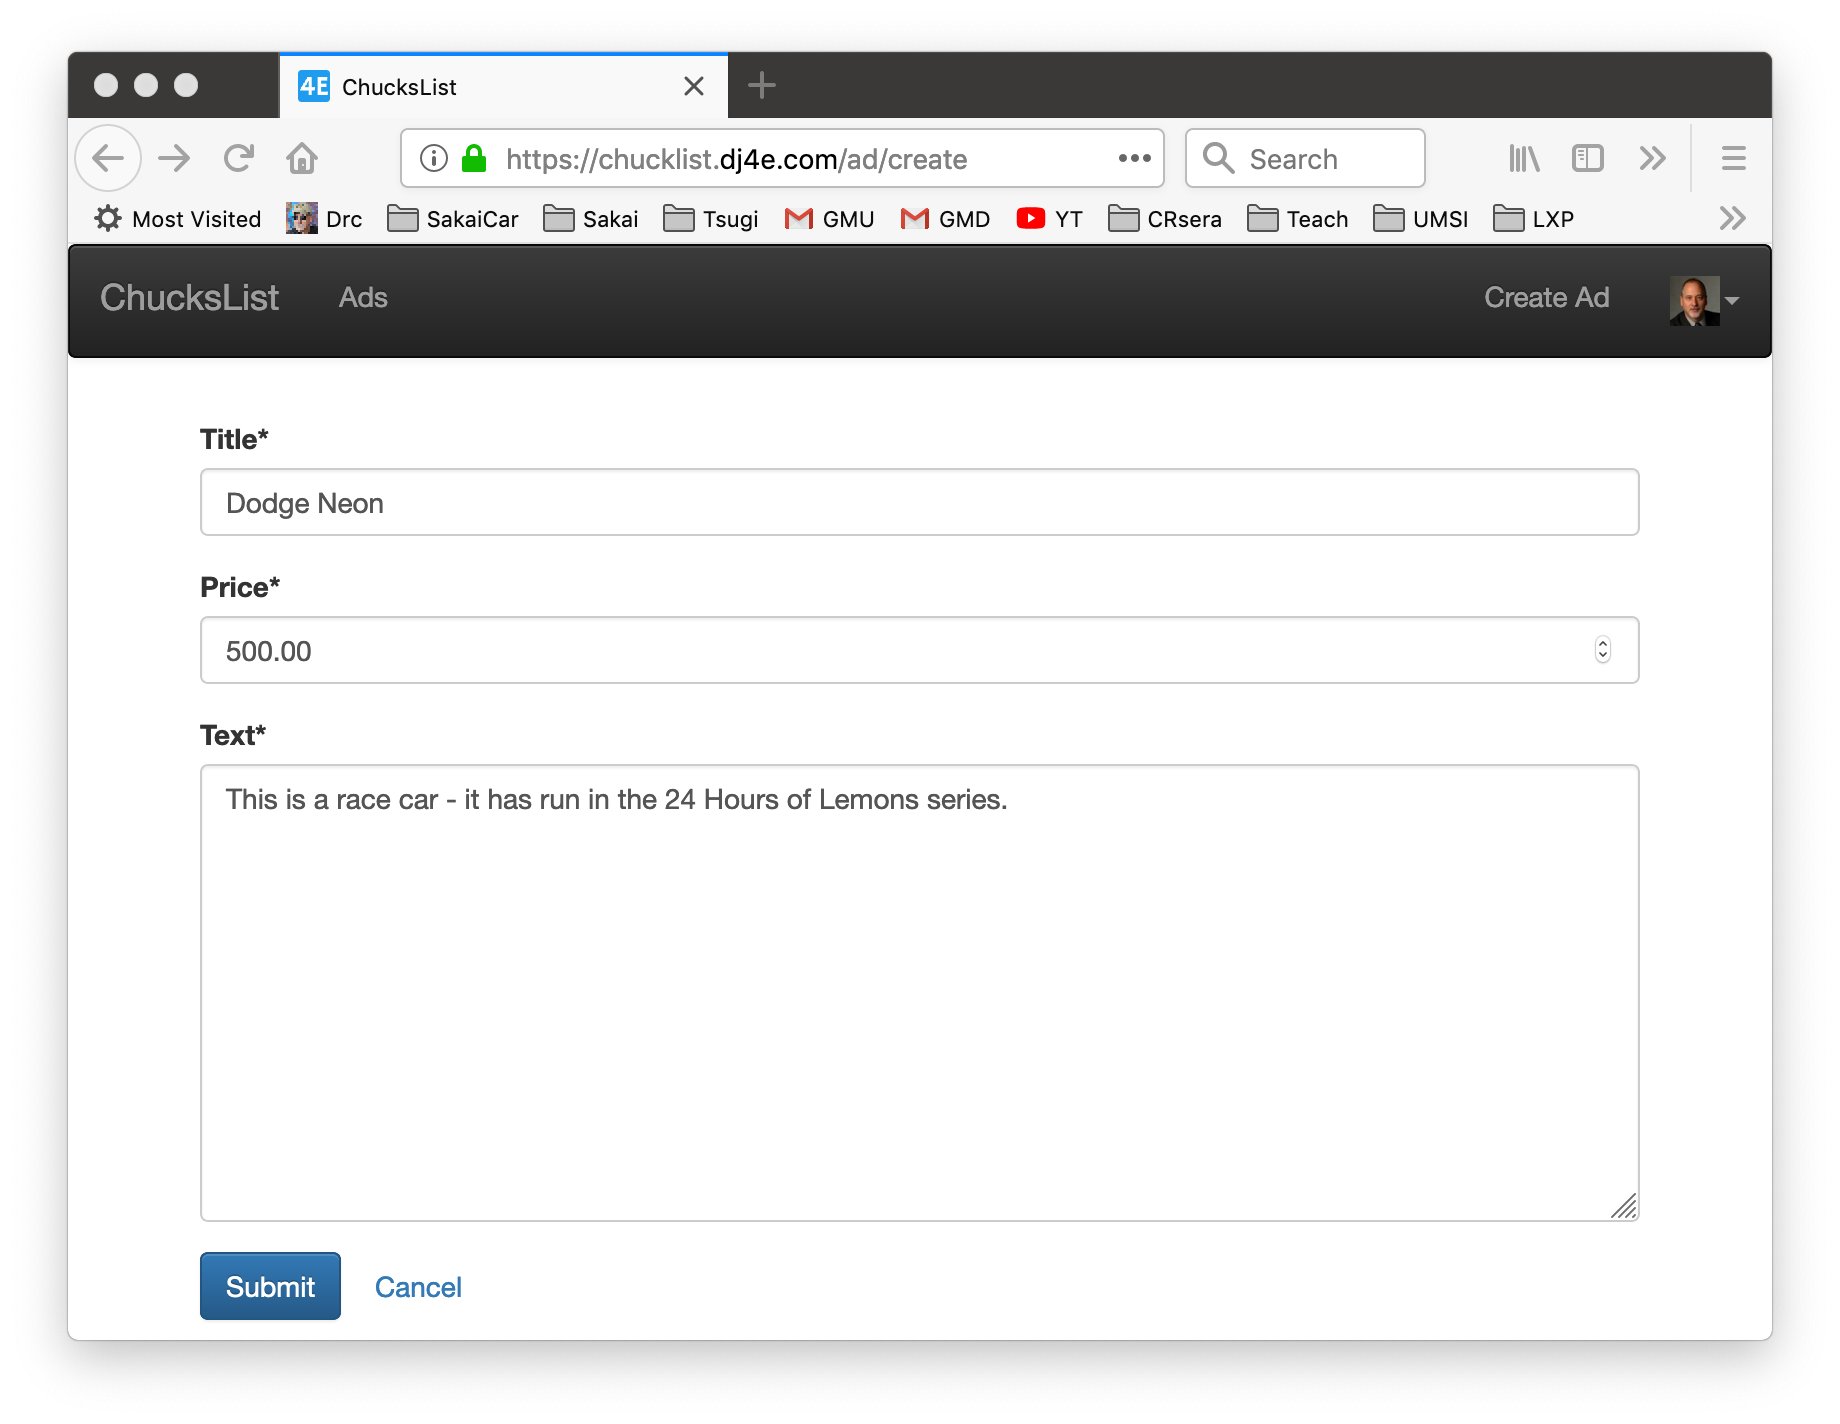 4E ChucksList
https://chucklist.dj4e.com/ad/create Search
Most Visited Drc SakaiCar Sakai Tsugi GMU GMD YT CRsera Teach UMSI LXP
ChucksList Ads Create Ad
Title*
Dodge Neon
Price*
500.00
Text*
This is a race car - it has run in the 24 Hours of Lemons series.
Submit Cancel